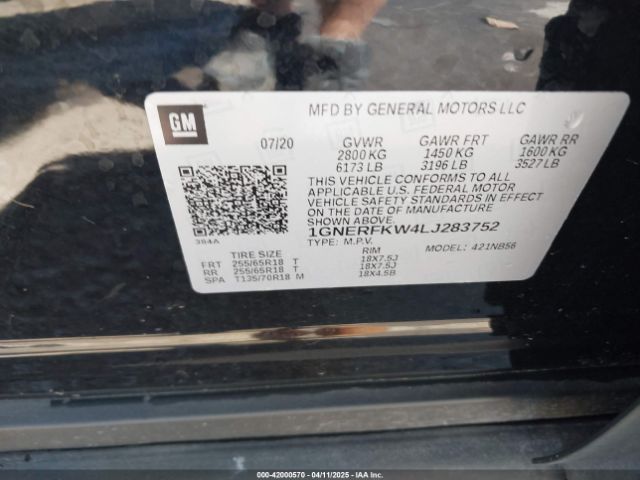 GM
MFD BY GENERAL MOTORS LLC
07/20 GVWR GAWR FRT GAWR RR
2800 KG 1450 KG 1600 KG
6173 LB 3196 LB 3527 LB
THIS VEHICLE CONFORMS TO ALL
APPLICABLE U.S. FEDERAL MOTOR
VEHICLE SAFETY STANDARDS IN EFFECT
ON THE DATE OF MANUFACTURE
SHOWN ABOVE.
1GNERFKW4LJ283752
384A
TYPE: M.P.V. MODEL: 421NB56
TIRE SIZE RIM
FRT 255/65R18 T 18X7.5J
RR 255/65R18 T 18X7.5J
SPA T135/70R18 M 18X4.5B
000-42000570 - 04/11/2025 - IAA Inc.